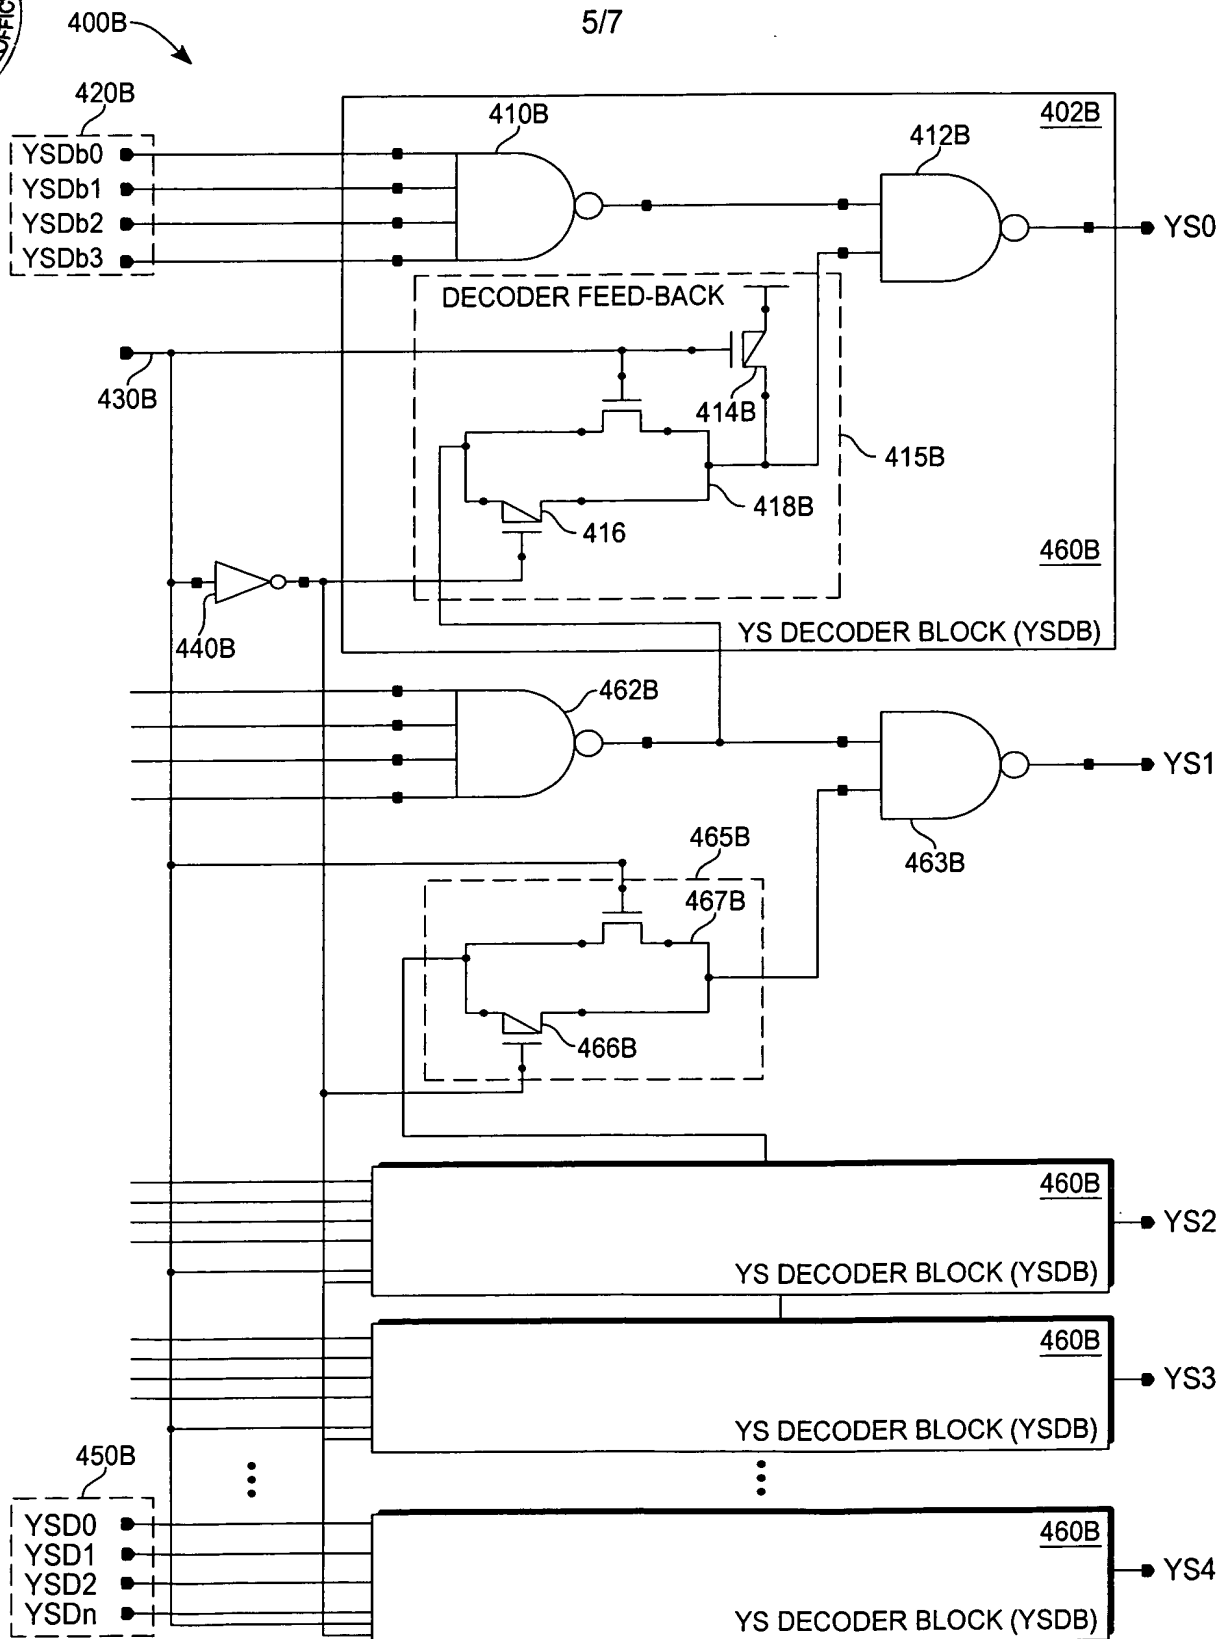 5/7
400B
420B
YSDb0
YSDb1
YSDb2
YSDb3
410B
402B
412B
YS0
DECODER FEED-BACK
430B
414B
415B
418B
416
460B
440B
YS DECODER BLOCK (YSDB)
462B
YS1
463B
465B
467B
466B
460B
YS2
YS DECODER BLOCK (YSDB)
460B
YS3
YS DECODER BLOCK (YSDB)
450B
YSD0
YSD1
YSD2
YSDn
460B
YS4
YS DECODER BLOCK (YSDB)